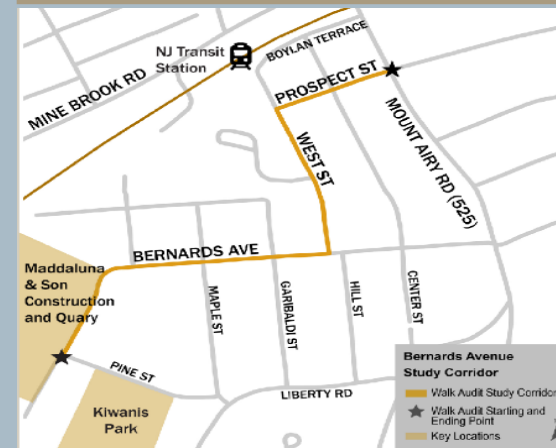 NJ Transit
Station
BOYLAN TERRACE
MINE BROOK RD
PROSPECT ST
WEST ST
MOUNT AIRY RD (525)
BERNARDS AVE
Maddaluna
& Son
Construction
and Quary
MAPLE ST
GARIBALDI ST
HILL ST
CENTER ST
PINE ST
LIBERTY RD
Kiwanis
Park
Bernards Avenue
Study Corridor
Walk Audit Study Corridor
Walk Audit Starting and
Ending Point
Key Locations